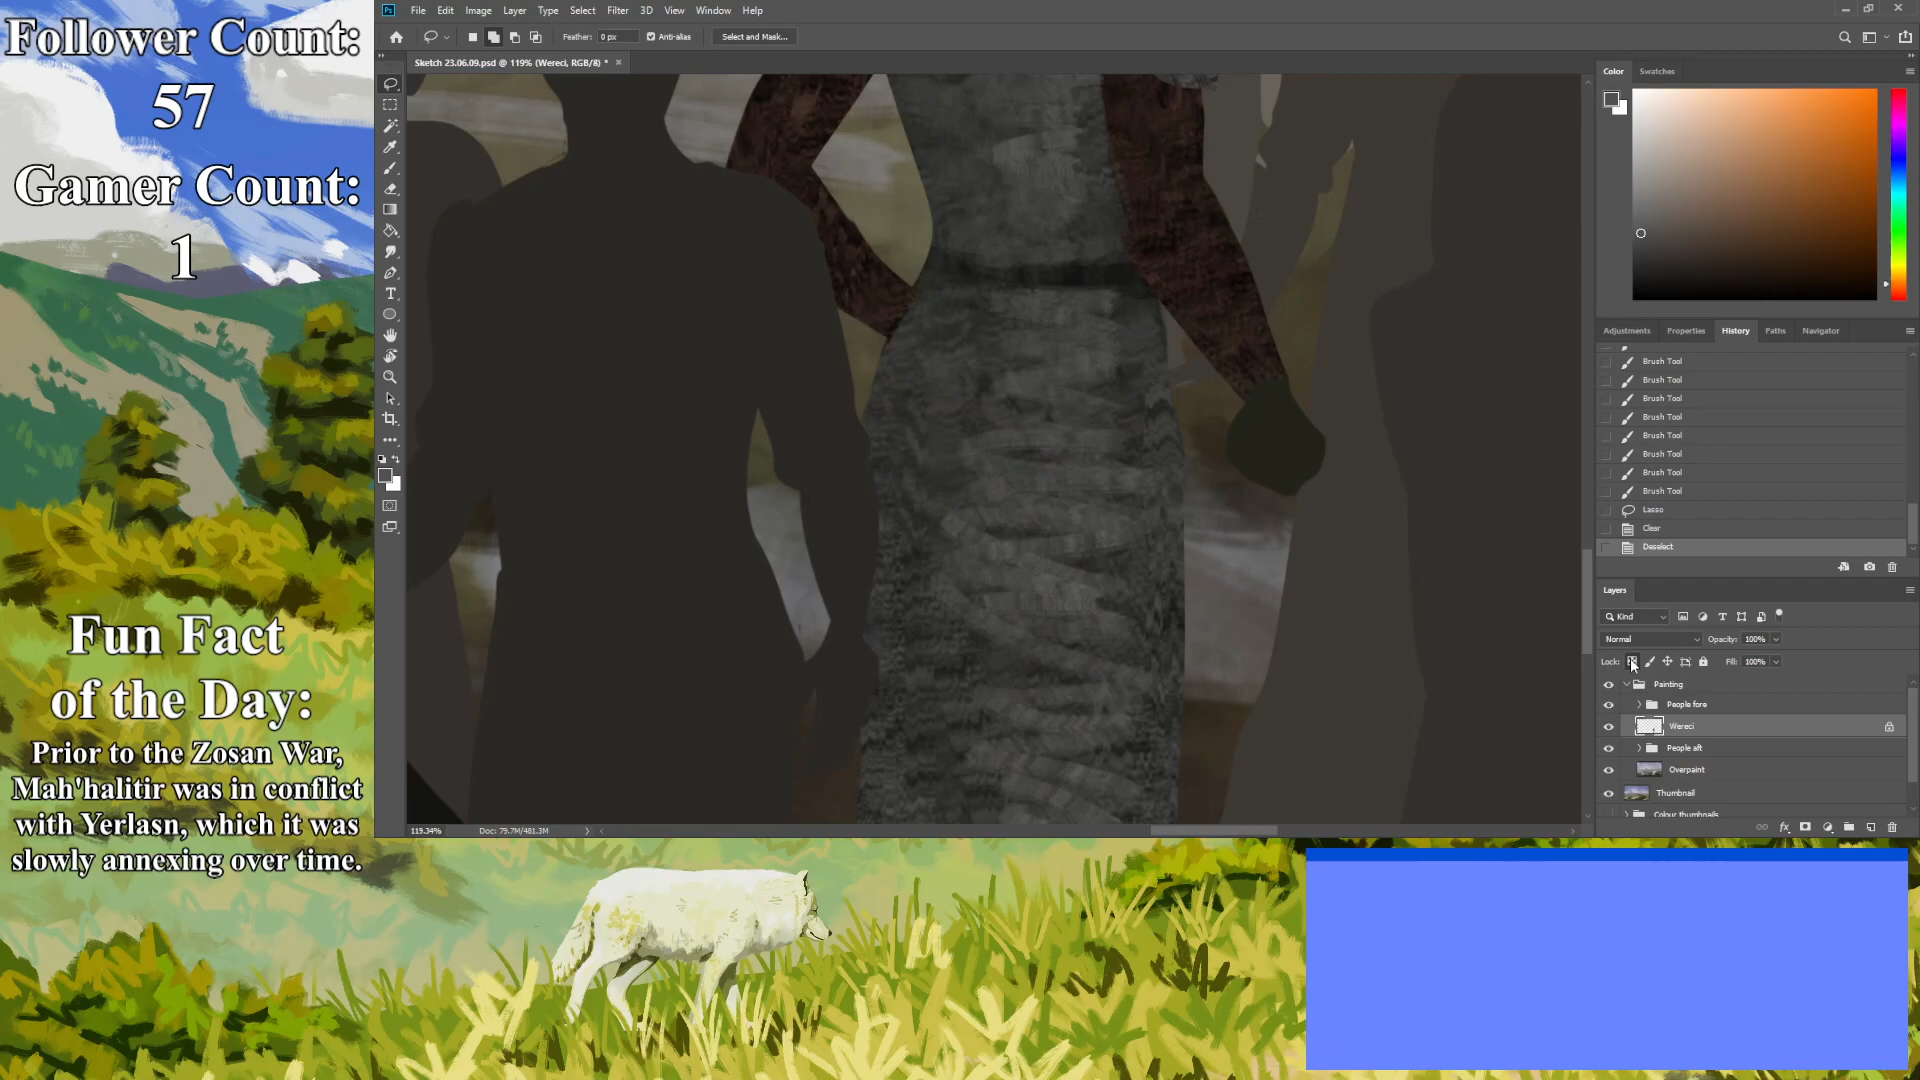 Follower Count:
57
Gamer Count:
1
Fun Fact
of the Day:
Prior to the Zosan War,
Mah'halitir was in conflict
with Yerlasn, which it was
slowly annexing over time.
Ps File Edit Image Layer Type Select Filter 3D View Window Help
Feather: 0 px Anti-alias Select and Mask...
Sketch 23.06.09.psd @ 119% (Wereci, RGB/8) *
119.34% Doc: 79.7M/481.3M
Color Swatches
Adjustments Properties History Paths Navigator
Brush Tool
Brush Tool
Brush Tool
Brush Tool
Brush Tool
Brush Tool
Brush Tool
Brush Tool
Lasso
Clear
Deselect
Layers
Kind
Normal Opacity: 100%
Lock: Fill: 100%
Painting
People fore
Wereci
People aft
Overpaint
Thumbnail
Colour thumbnails